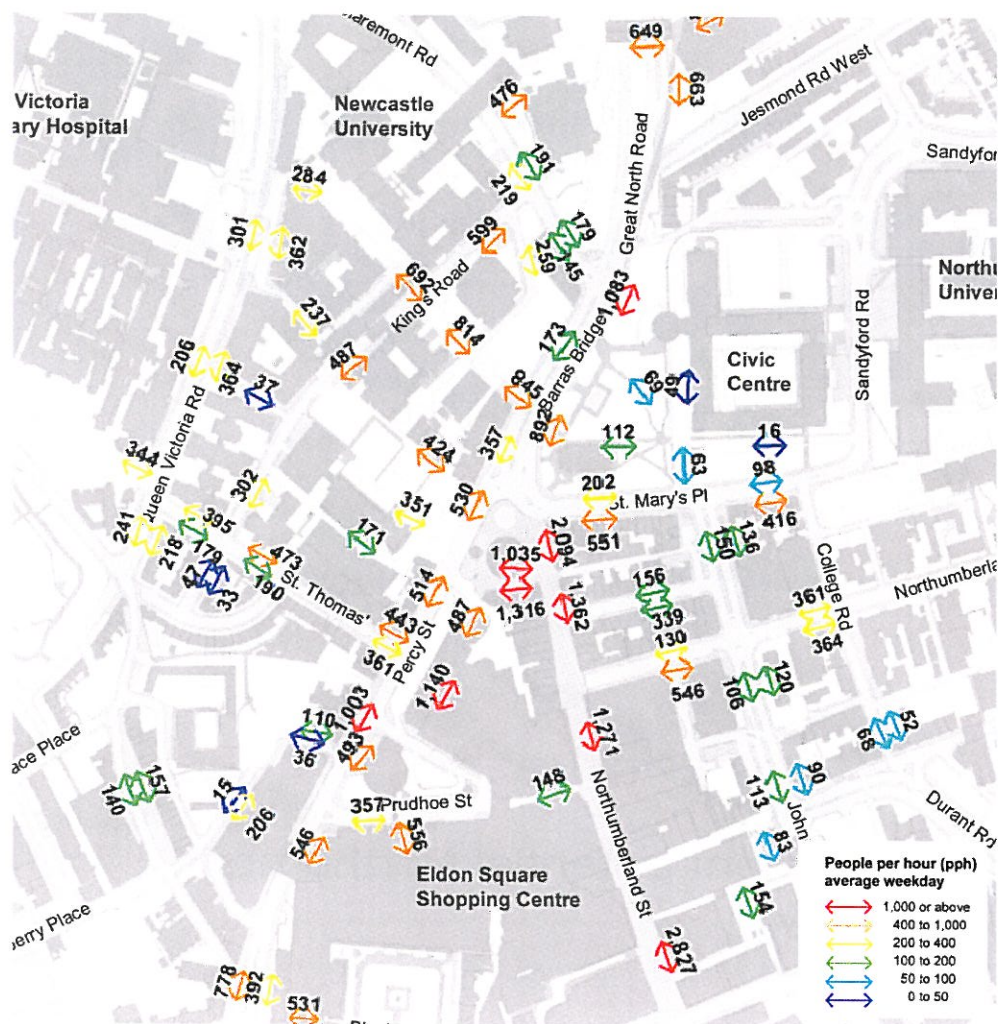 aremont Rd
649
663
Jesmond Rd West
Victoria
ary Hospital
Newcastle
University
476
Great North Road
Sandyford
191
219
284
301
362
599
179
259
45
692
King's Road
237
1,083
Northu
Univer
814
173
Barras Bridge
Sandyford Rd
206
364
37
487
845
Civic
Centre
69
49
892
357
112
16
63
98
424
344
Queen Victoria Rd
302
351
530
202
St. Mary's Pl
551
416
241
218
395
179
42
33
473
190
171
St. Thomas'
1,035
1,316
2,094
1,362
150
136
College Rd
Northumberla
156
339
361
364
514
487
443
361
Percy St
130
546
1,140
106
120
1,003
110
36
493
1,271
68
52
ace Place
140
157
15
206
357
Prudhoe St
148
Northumberland St
113
90
John
Durant Rd
546
556
83
Eldon Square
Shopping Centre
154
People per hour (pph)
average weekday
1,000 or above
400 to 1,000
200 to 400
100 to 200
50 to 100
0 to 50
erry Place
2,827
778
392
531